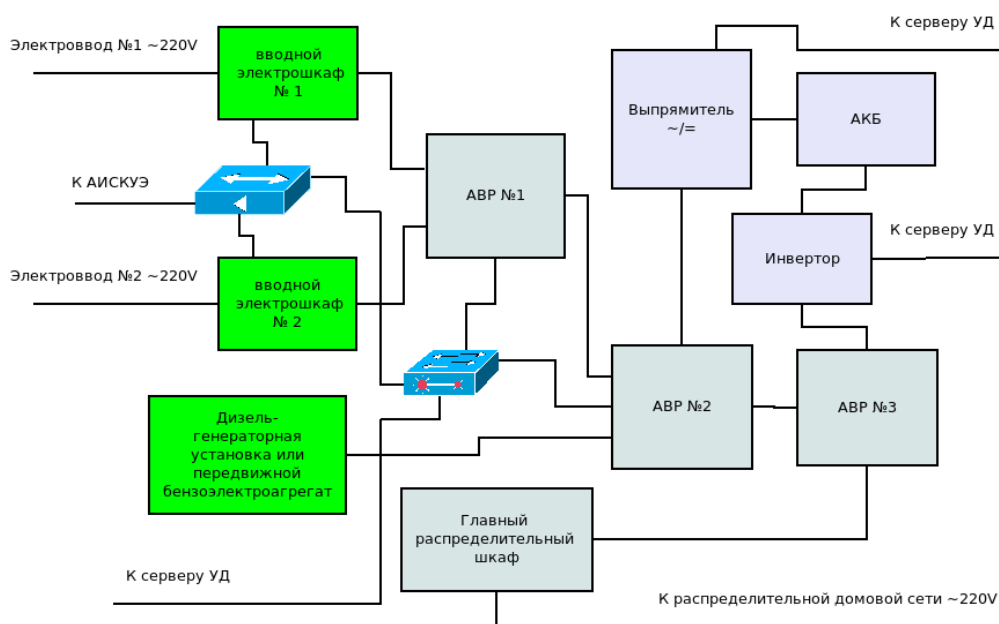 К серверу УД
Электроввод №1 ~220V
вводной
электрошкаф
№ 1
Выпрямитель
~/=
АКБ
К АИСКУЭ
АВР №1
К серверу УД
Инвертор
Электроввод №2 ~220V
вводной
электрошкаф
№ 2
АВР №2
АВР №3
Дизель-
генераторная
установка или
передвижной
бензоэлектроагрегат
Главный
распределительный
шкаф
К серверу УД
К распределительной домовой сети ~220V